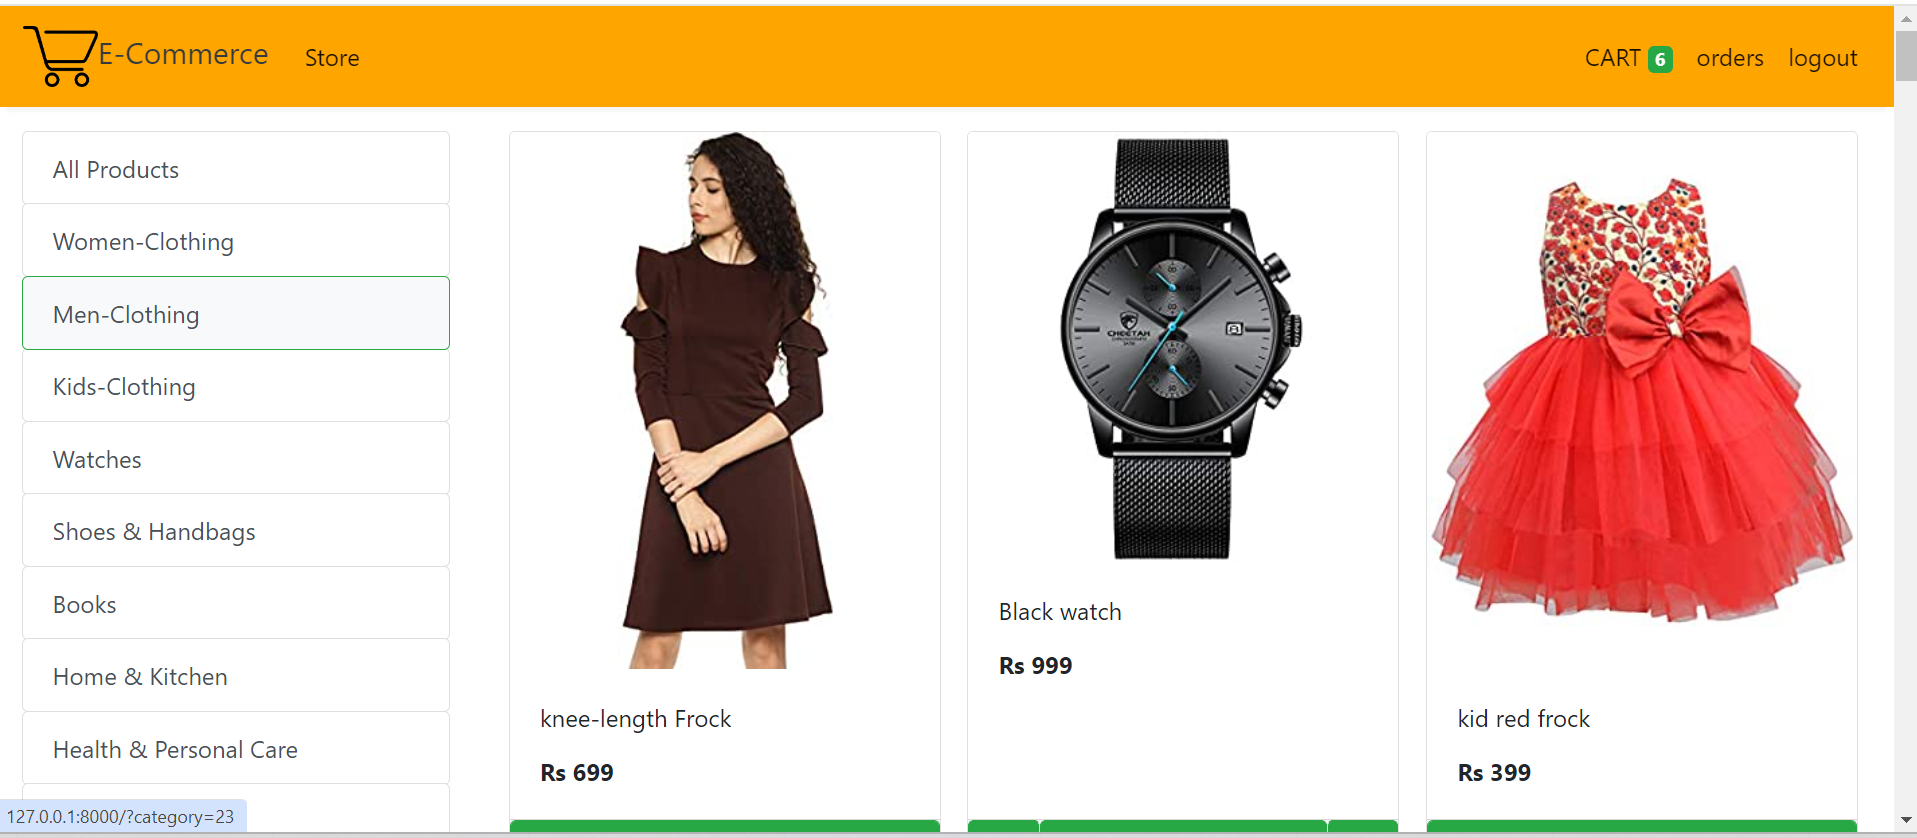 E-Commerce
Store
CART 6
orders
logout
All Products
Women-Clothing
Men-Clothing
Kids-Clothing
Watches
Shoes & Handbags
Books
Home & Kitchen
Health & Personal Care
CHEETAH
knee-length Frock
Rs 699
Black watch
Rs 999
kid red frock
Rs 399
127.0.0.1:8000/?category=23